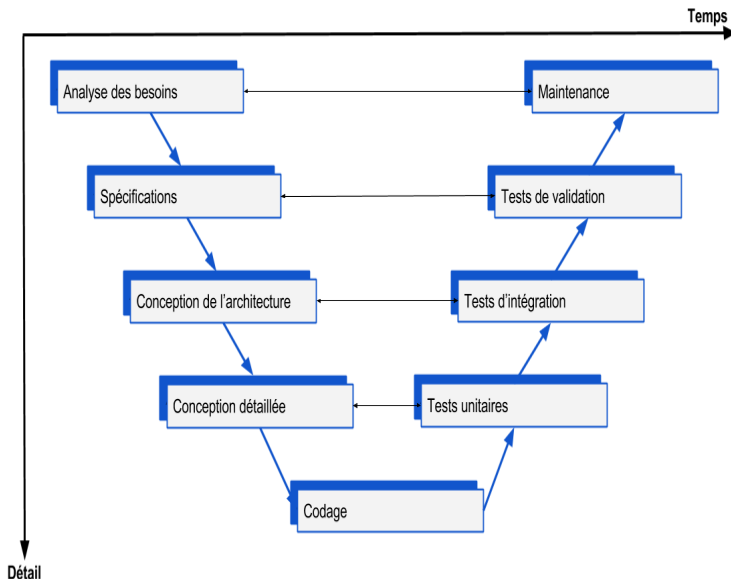 Temps
Analyse des besoins
Maintenance
Spécifications
Tests de validation
Conception de l'architecture
Tests d'intégration
Conception détaillée
Tests unitaires
Codage
Détail